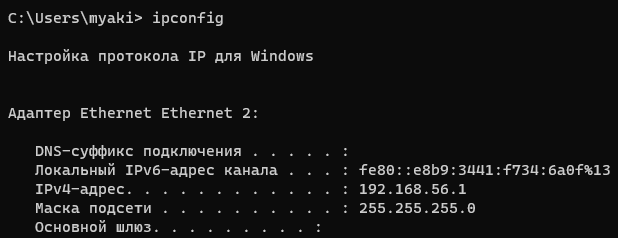 C:\Users\myaki> ipconfig
Настройка протокола IP для Windows
Адаптер Ethernet Ethernet 2:
DNS-суффикс подключения . . . . . :
Локальный IPv6-адрес канала . . . : fe80::e8b9:3441:f734:6a0f%13
IPv4-адрес. . . . . . . . . . . . : 192.168.56.1
Маска подсети . . . . . . . . . . : 255.255.255.0
Основной шлюз. . . . . . . . . :